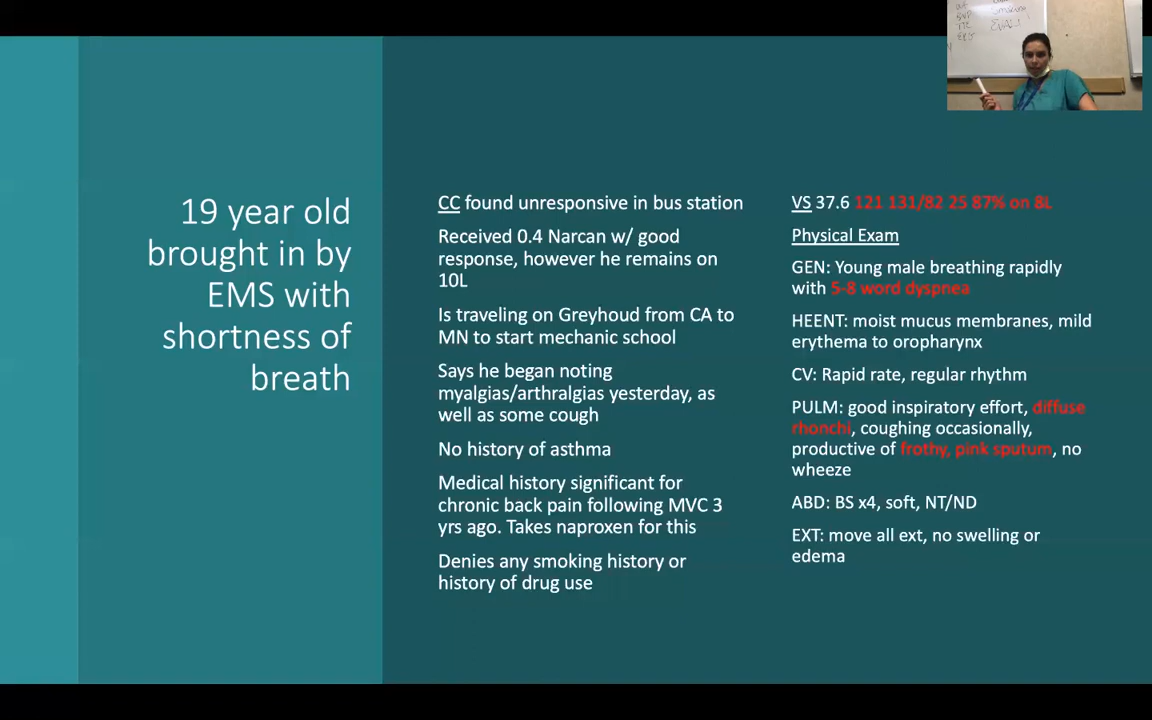 19 year old
brought in by
EMS with
shortness of
breath
CC found unresponsive in bus station
Received 0.4 Narcan w/ good
response, however he remains on
10L
Is traveling on Greyhoud from CA to
MN to start mechanic school
Says he began noting
myalgias/arthralgias yesterday, as
well as some cough
No history of asthma
Medical history significant for
chronic back pain following MVC 3
yrs ago. Takes naproxen for this
Denies any smoking history or
history of drug use
VS 37.6 121 131/82 25 87% on 8L
Physical Exam
GEN: Young male breathing rapidly
with 5-8 word dyspnea
HEENT: moist mucus membranes, mild
erythema to oropharynx
CV: Rapid rate, regular rhythm
PULM: good inspiratory effort, diffuse
rhonchi, coughing occasionally,
productive of frothy, pink sputum, no
wheeze
ABD: BS x4, soft, NT/ND
EXT: move all ext, no swelling or
edema